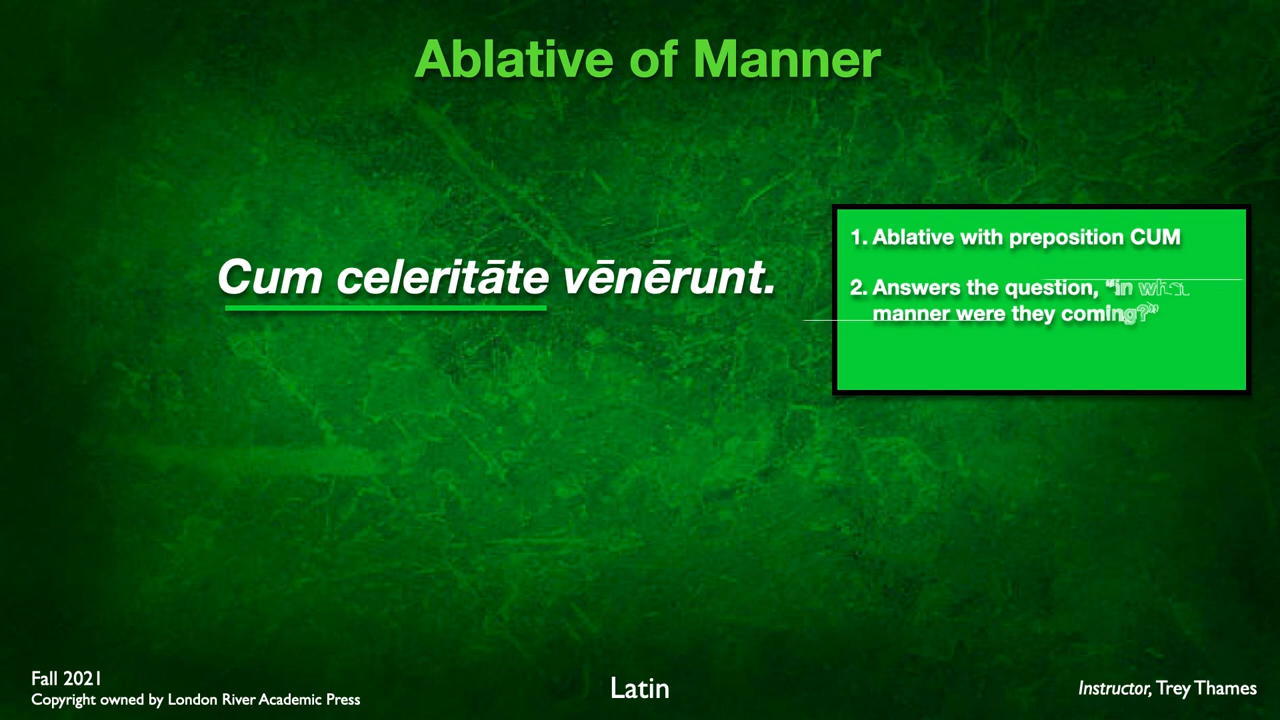 Ablative of Manner
Cum celeritāte vēnērunt.
1. Ablative with preposition CUM
2. Answers the question, “in what
manner were they coming?”
Fall 2021
Copyright owned by London River Academic Press
Latin
Instructor, Trey Thames